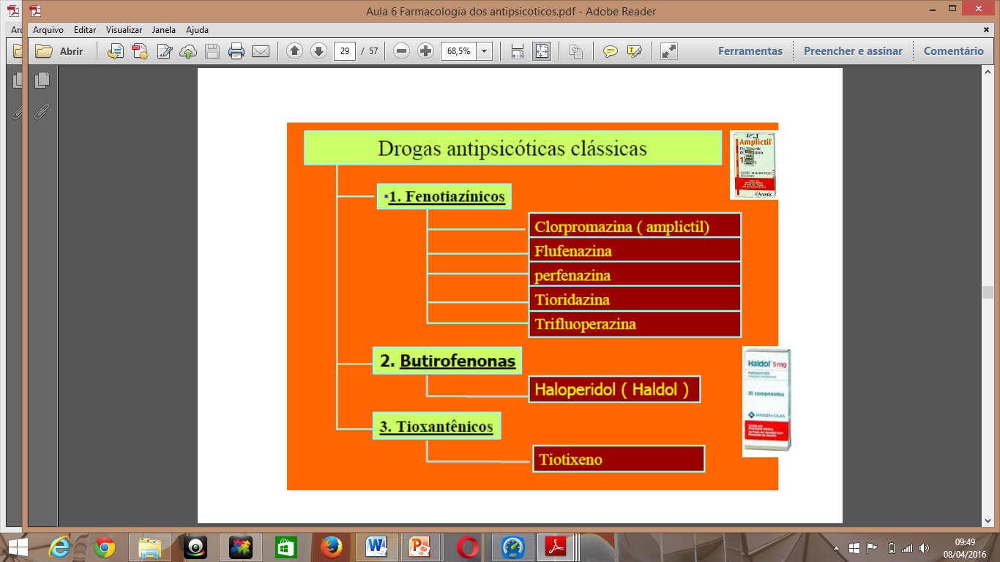 Aula 6 Farmacologia dos antipsicoticos.pdf - Adobe Reader
Arquivo Editar Visualizar Janela Ajuda
Abrir 29 / 57 68,5% Ferramentas Preencher e assinar Comentário
Drogas antipsicóticas clássicas
Amplictil
Aventis
•1. Fenotiazínicos
Clorpromazina ( amplictil)
Flufenazina
perfenazina
Tioridazina
Trifluoperazina
2. Butirofenonas
Haloperidol ( Haldol )
Haldol 5mg
20 comprimidos
JANSSEN-CILAG
3. Tioxantênicos
Tiotixeno
09:49
08/04/2016